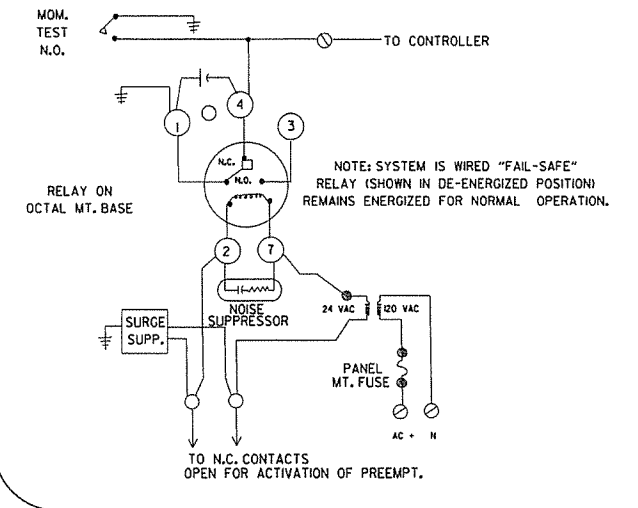 MOM.
TEST
N.O.
TO CONTROLLER
1
4
3
N.C.
N.O.
NOTE: SYSTEM IS WIRED "FAIL-SAFE"
RELAY (SHOWN IN DE-ENERGIZED POSITION)
REMAINS ENERGIZED FOR NORMAL OPERATION.
RELAY ON
OCTAL MT. BASE
2
7
NOISE
SUPPRESSOR
24 VAC
120 VAC
SURGE
SUPP.
PANEL
MT. FUSE
AC +
N
TO N.C. CONTACTS
OPEN FOR ACTIVATION OF PREEMPT.